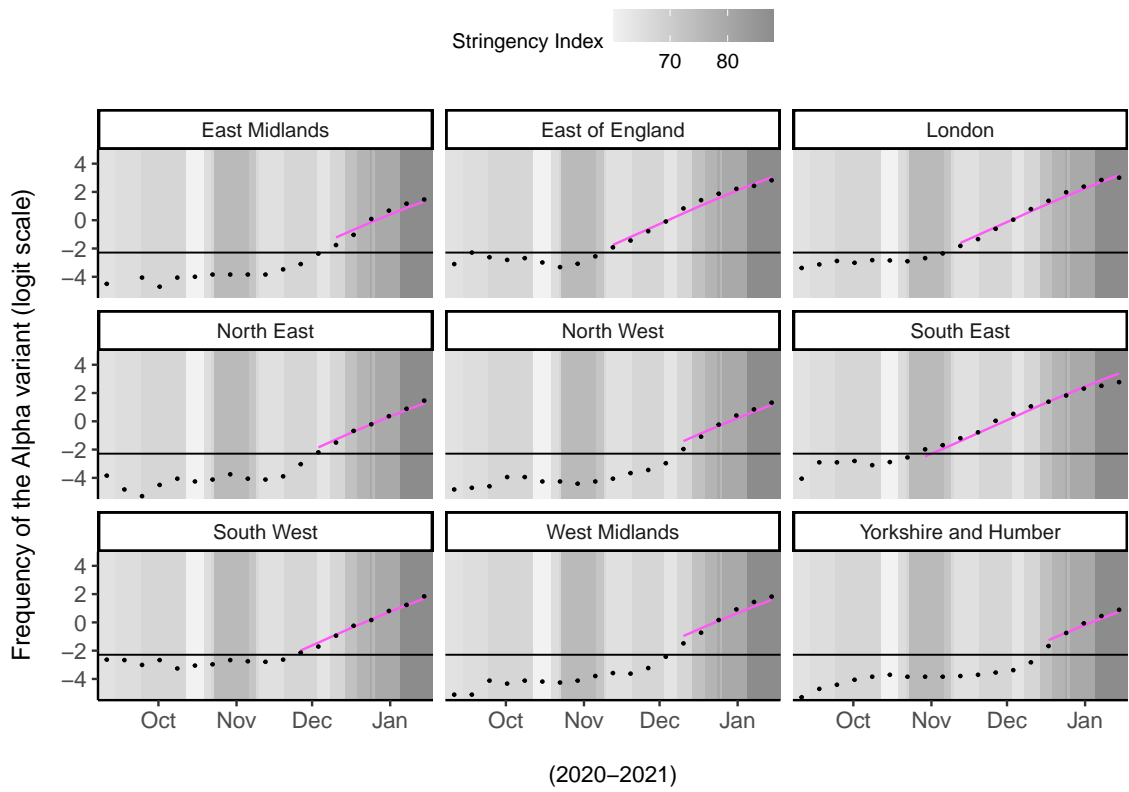 Stringency Index
70 80
East Midlands East of England London
4
2
0
−2
−4
North East North West South East
4
2
0
−2
−4
South West West Midlands Yorkshire and Humber
4
2
0
−2
−4
Oct Nov Dec Jan Oct Nov Dec Jan Oct Nov Dec Jan
(2020−2021)
Frequency of the Alpha variant (logit scale)